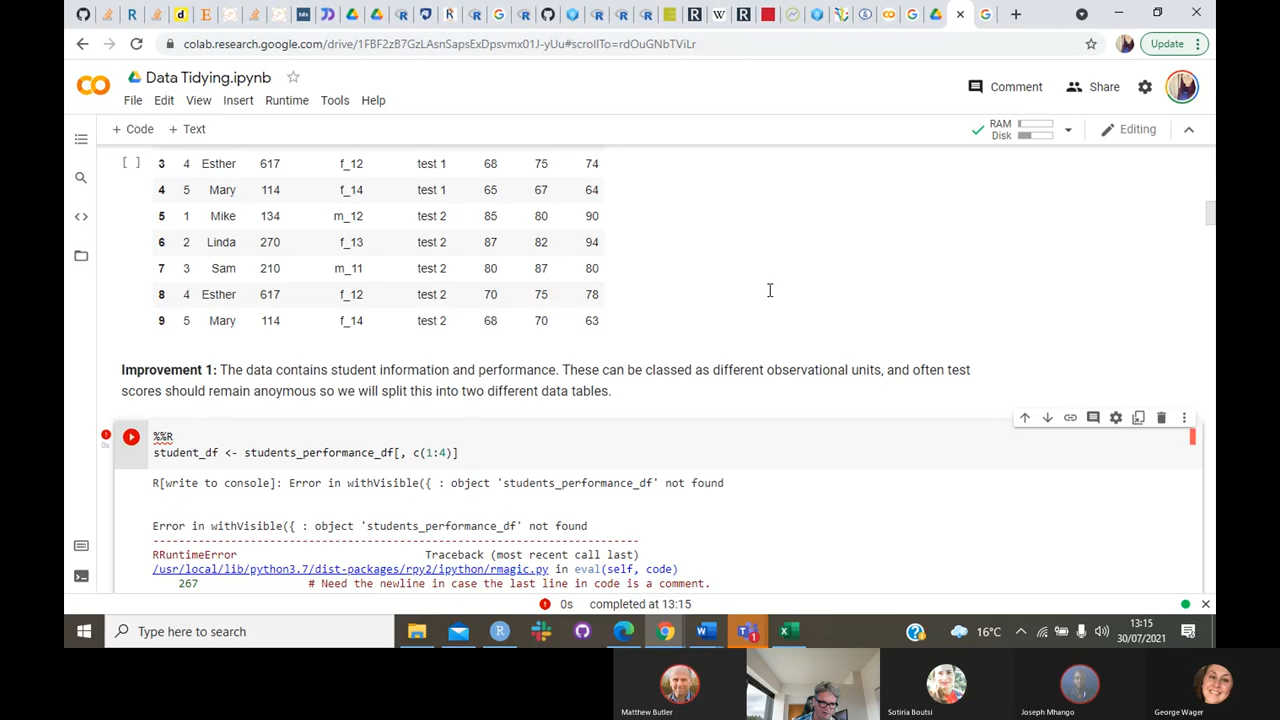 colab.research.google.com/drive/1FBF2zB7GzLAsnSapsExDpsvmx01J-yUu#scrollTo=rdOuGNbTViLr
Update
Data Tidying.ipynb
Comment
Share
File Edit View Insert Runtime Tools Help
+ Code + Text
RAM
Disk
Editing
[ ] 3 4 Esther 617 f_12 test 1 68 75 74
4 5 Mary 114 f_14 test 1 65 67 64
5 1 Mike 134 m_12 test 2 85 80 90
6 2 Linda 270 f_13 test 2 87 82 94
7 3 Sam 210 m_11 test 2 80 87 80
8 4 Esther 617 f_12 test 2 70 75 78
9 5 Mary 114 f_14 test 2 68 70 63
Improvement 1: The data contains student information and performance. These can be classed as different observational units, and often test
scores should remain anoymous so we will split this into two different data tables.
0s
%%R
student_df <- students_performance_df[, c(1:4)]
R[write to console]: Error in withVisible({ : object 'students_performance_df' not found
Error in withVisible({ : object 'students_performance_df' not found
---------------------------------------------------------------------------
RRuntimeError Traceback (most recent call last)
/usr/local/lib/python3.7/dist-packages/rpy2/ipython/rmagic.py in eval(self, code)
267 # Need the newline in case the last line in code is a comment.
0s completed at 13:15
Type here to search
16°C
13:15
30/07/2021
Matthew Butler
Sotiria Boutsi
Joseph Mhango
George Wager